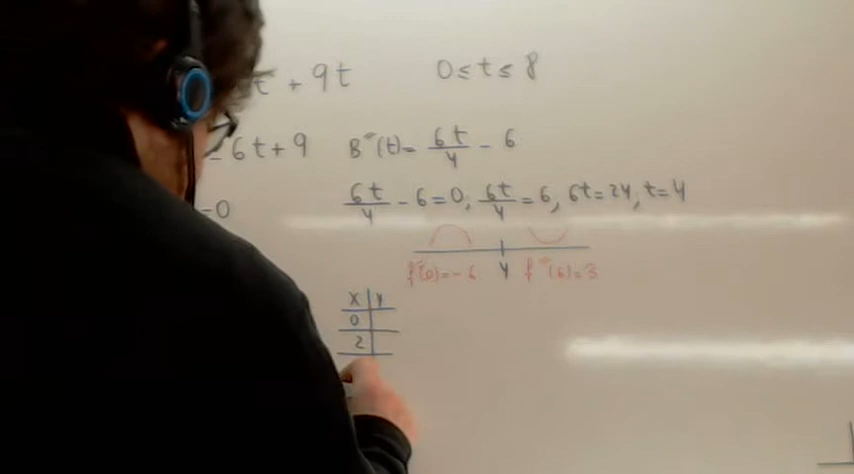 t + 9t 0 ≤ t ≤ 8
- 6t + 9 B''(t) = 6t/4 - 6
= 0 6t/4 - 6 = 0, 6t/4 = 6, 6t = 24, t = 4
f''(0) = -6 4 f''(6) = 3
x y
0
2